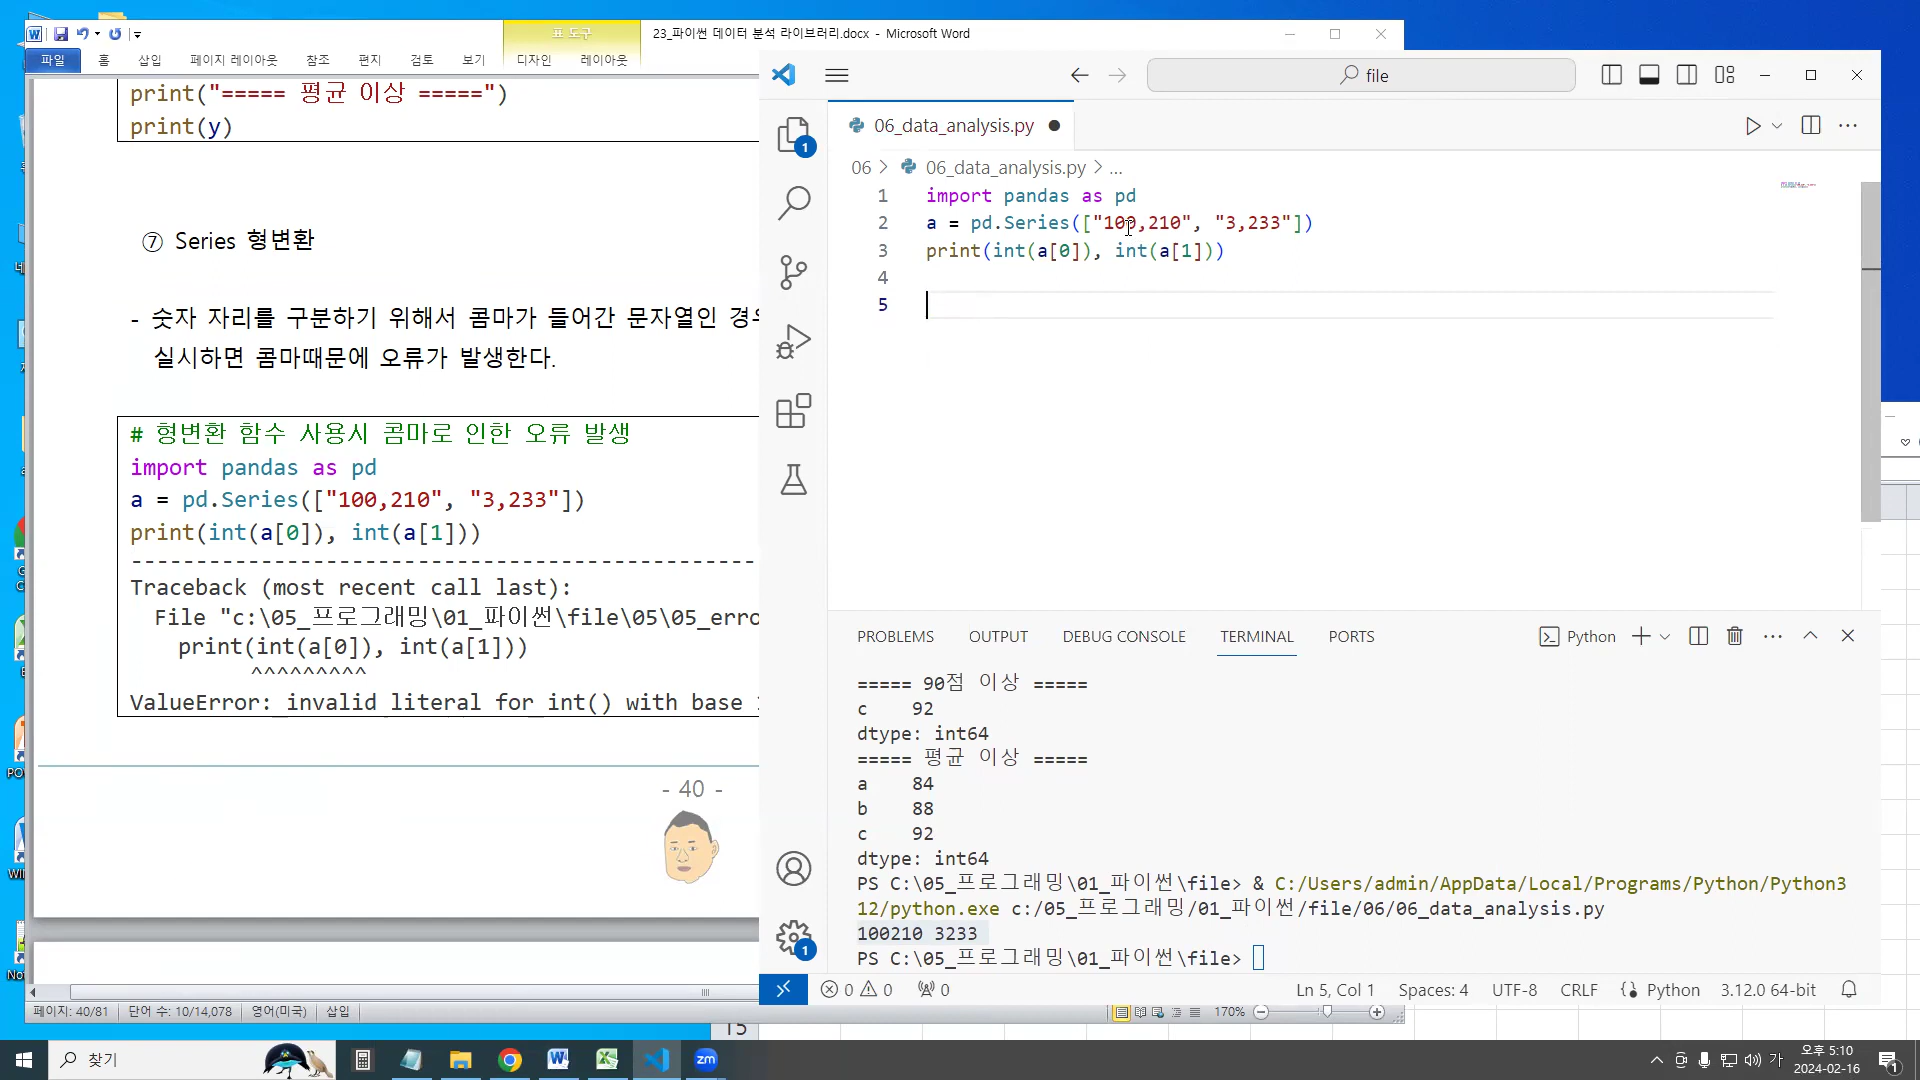 23_파이썬 데이터 분석 라이브러리.docx - Microsoft Word
표 도구
파일
홈
삽입
페이지 레이아웃
참조
편지
검토
보기
디자인
레이아웃
print("===== 평균 이상 =====")
print(y)
⑦ Series 형변환
- 숫자 자리를 구분하기 위해서 콤마가 들어간 문자열인 경우
실시하면 콤마때문에 오류가 발생한다.
# 형변환 함수 사용시 콤마로 인한 오류 발생
import pandas as pd
a = pd.Series(["100,210", "3,233"])
print(int(a[0]), int(a[1]))
Traceback (most recent call last):
File "c:\05_프로그래밍\01_파이썬\file\05\05_erro
print(int(a[0]), int(a[1]))
^^^^^^^^^
ValueError: invalid literal for int() with base
- 40 -
페이지: 40/81
단어 수: 10/14,078
영어(미국)
삽입
170%
file
06_data_analysis.py
06 > 06_data_analysis.py > ...
1 import pandas as pd
2 a = pd.Series(["100,210", "3,233"])
3 print(int(a[0]), int(a[1]))
4
5
PROBLEMS
OUTPUT
DEBUG CONSOLE
TERMINAL
PORTS
Python
===== 90점 이상 =====
c 92
dtype: int64
===== 평균 이상 =====
a 84
b 88
c 92
dtype: int64
PS C:\05_프로그래밍\01_파이썬\file> & C:/Users/admin/AppData/Local/Programs/Python/Python3
12/python.exe c:/05_프로그래밍/01_파이썬/file/06/06_data_analysis.py
100210 3233
PS C:\05_프로그래밍\01_파이썬\file>
0 0 0
Ln 5, Col 1
Spaces: 4
UTF-8
CRLF
Python
3.12.0 64-bit
1
1
15
찾기
zm
가
오후 5:10
2024-02-16
1